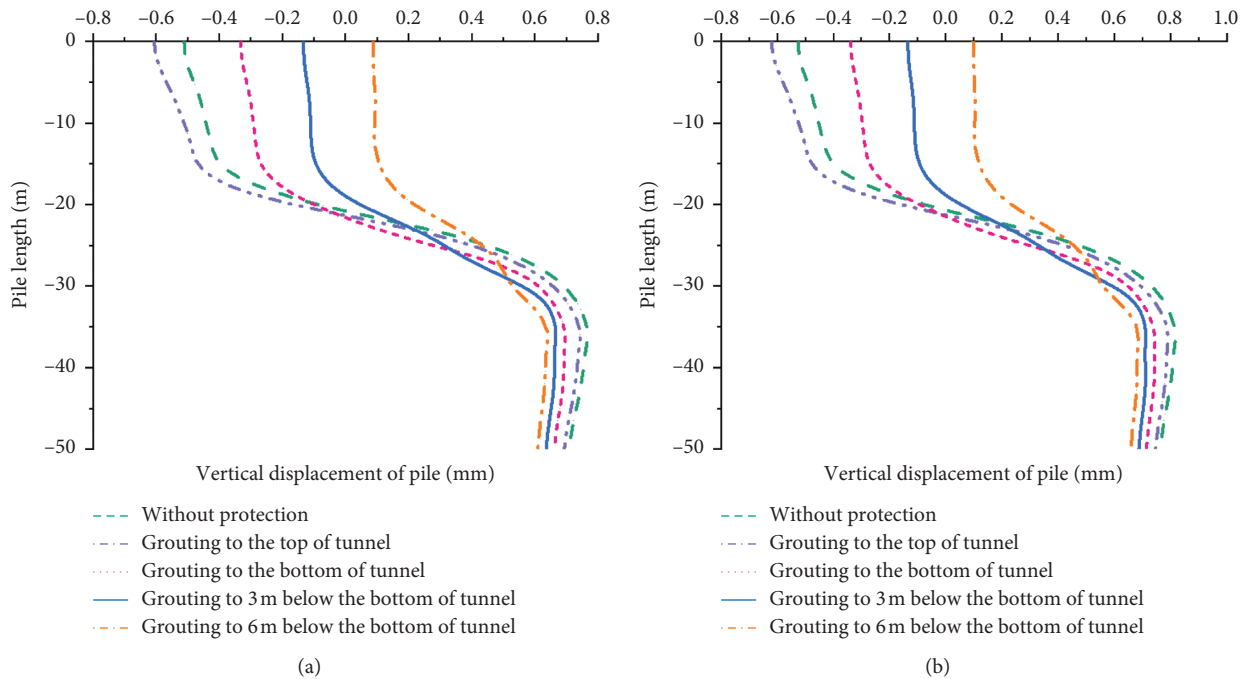 −0.8 −0.6 −0.4 −0.2 0.0 0.2 0.4 0.6 0.8
0
−10
−20
−30
−40
−50
Pile length (m)
Vertical displacement of pile (mm)
Without protection
Grouting to the top of tunnel
Grouting to the bottom of tunnel
Grouting to 3 m below the bottom of tunnel
Grouting to 6 m below the bottom of tunnel
(a)
−0.8 −0.6 −0.4 −0.2 0.0 0.2 0.4 0.6 0.8 1.0
0
−10
−20
−30
−40
−50
Pile length (m)
Vertical displacement of pile (mm)
Without protection
Grouting to the top of tunnel
Grouting to the bottom of tunnel
Grouting to 3 m below the bottom of tunnel
Grouting to 6 m below the bottom of tunnel
(b)